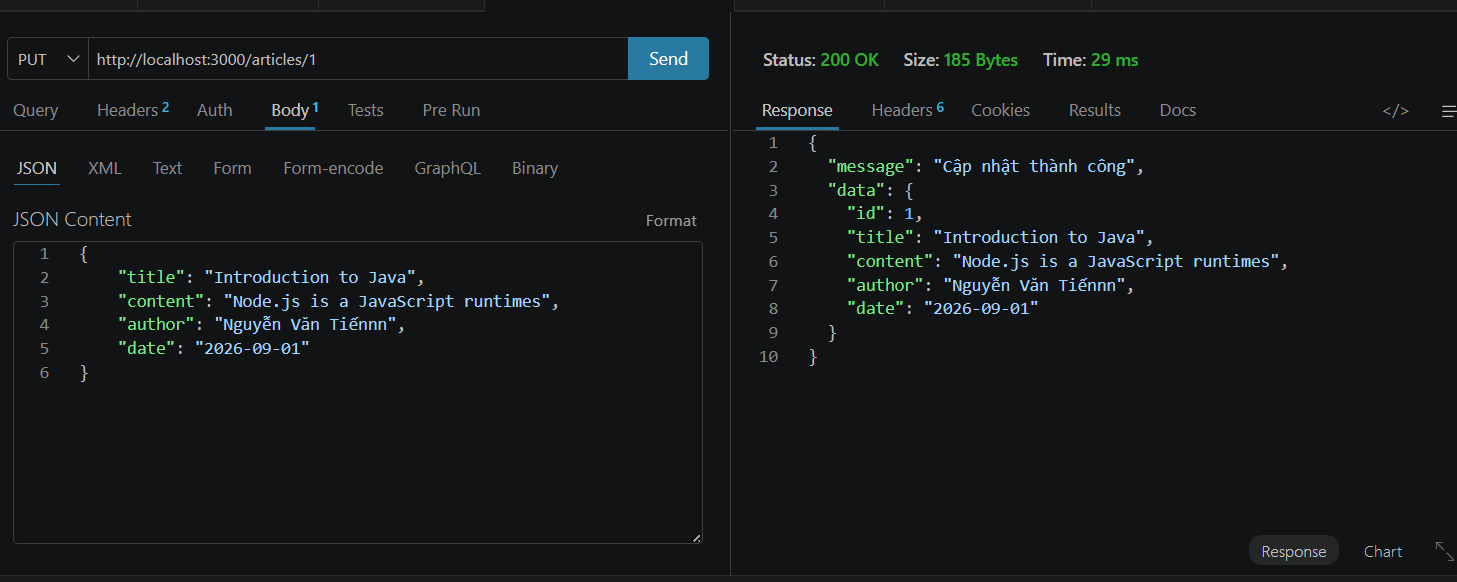 PUT http://localhost:3000/articles/1 Send
Query Headers 2 Auth Body 1 Tests Pre Run
JSON XML Text Form Form-encode GraphQL Binary
JSON Content Format
1 {
2 "title": "Introduction to Java",
3 "content": "Node.js is a JavaScript runtimes",
4 "author": "Nguyễn Văn Tiếnnn",
5 "date": "2026-09-01"
6 }
Status: 200 OK Size: 185 Bytes Time: 29 ms
Response Headers 6 Cookies Results Docs </>
1 {
2 "message": "Cập nhật thành công",
3 "data": {
4 "id": 1,
5 "title": "Introduction to Java",
6 "content": "Node.js is a JavaScript runtimes",
7 "author": "Nguyễn Văn Tiếnnn",
8 "date": "2026-09-01"
9 }
10 }
Response Chart